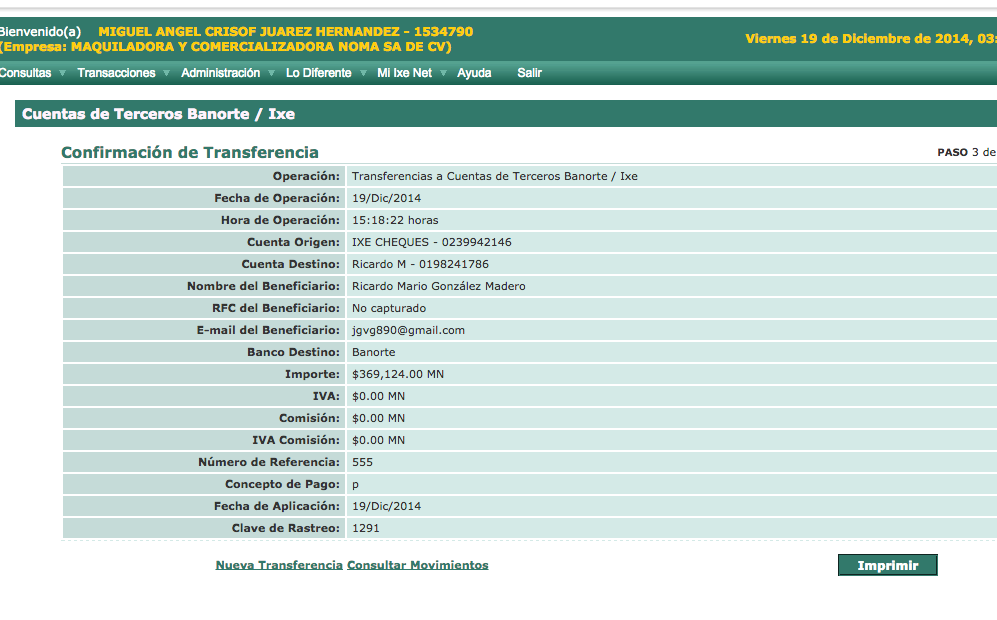 Bienvenido(a) MIGUEL ANGEL CRISOF JUAREZ HERNANDEZ - 1534790
(Empresa: MAQUILADORA Y COMERCIALIZADORA NOMA SA DE CV)
Viernes 19 de Diciembre de 2014, 03:
Consultas Transacciones Administración Lo Diferente Mi Ixe Net Ayuda Salir
Cuentas de Terceros Banorte / Ixe
Confirmación de Transferencia
PASO 3 de
Operación: Transferencias a Cuentas de Terceros Banorte / Ixe
Fecha de Operación: 19/Dic/2014
Hora de Operación: 15:18:22 horas
Cuenta Origen: IXE CHEQUES - 0239942146
Cuenta Destino: Ricardo M - 0198241786
Nombre del Beneficiario: Ricardo Mario González Madero
RFC del Beneficiario: No capturado
E-mail del Beneficiario: jgvg890@gmail.com
Banco Destino: Banorte
Importe: $369,124.00 MN
IVA: $0.00 MN
Comisión: $0.00 MN
IVA Comisión: $0.00 MN
Número de Referencia: 555
Concepto de Pago: p
Fecha de Aplicación: 19/Dic/2014
Clave de Rastreo: 1291
Nueva Transferencia Consultar Movimientos
Imprimir